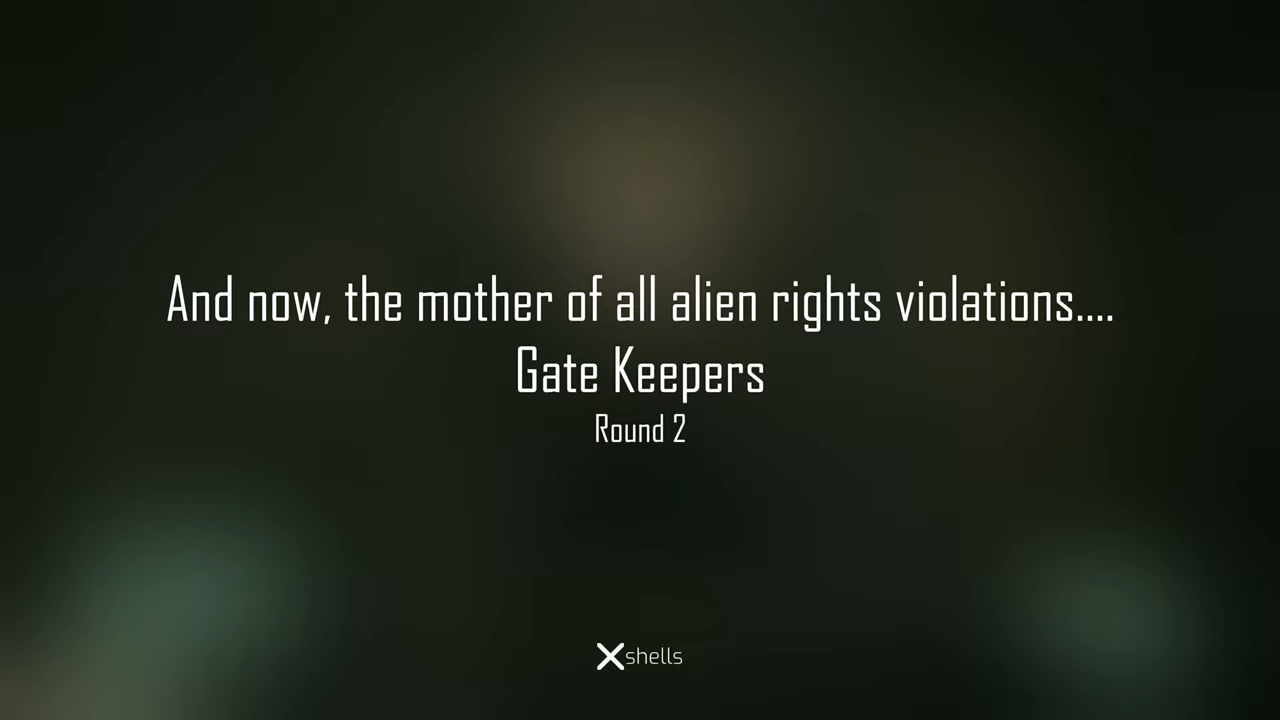 And now, the mother of all alien rights violations....
Gate Keepers
Round 2
Xshells